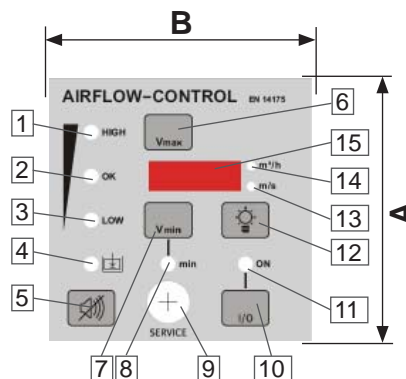 B
AIRFLOW-CONTROL EN 14175
1 HIGH Vmax 6
15
2 OK m³/h 14
m/s 13
3 LOW Vmin 12
A
4 min ON 11
5 SERVICE I/O
7 8 9 10